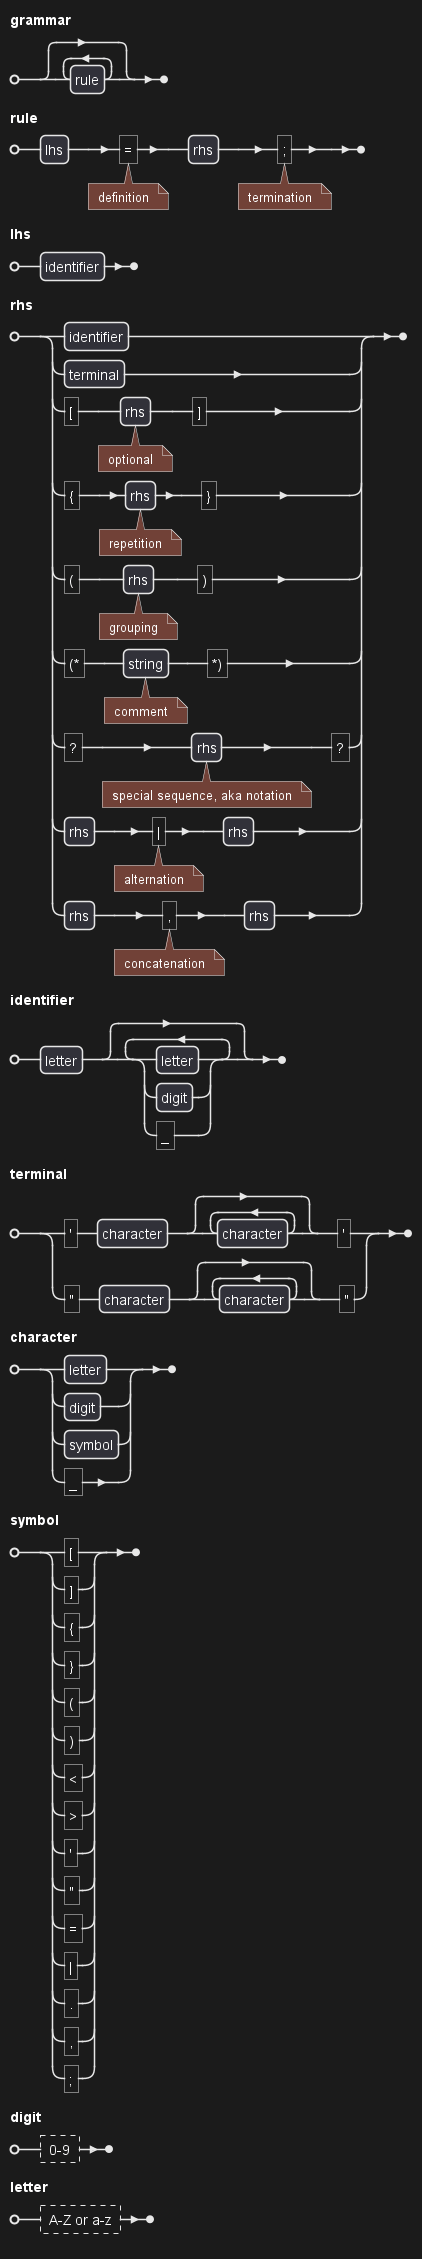 grammar
rule
rule
lhs = rhs ;
definition termination
lhs
identifier
rhs
identifier
terminal
[ rhs ]
optional
{ rhs }
repetition
( rhs )
grouping
(* string *)
comment
? rhs ?
special sequence, aka notation
rhs | rhs
alternation
rhs , rhs
concatenation
identifier
letter letter
digit
_
terminal
' character character '
" character character "
character
letter
digit
symbol
_
symbol
[
]
{
}
(
)
<
>
'
"
=
|
.
,
;
digit
0-9
letter
A-Z or a-z